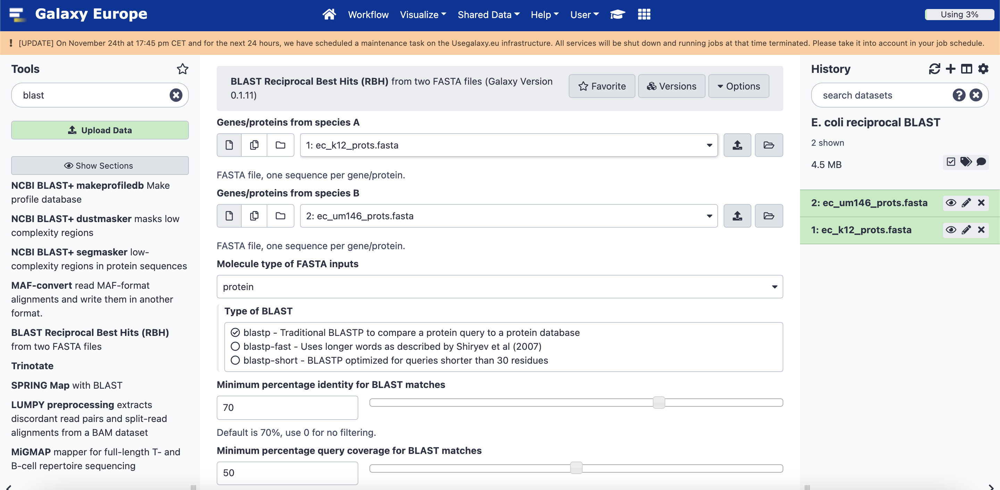 Galaxy Europe
Workflow Visualize Shared Data Help User
Using 3%
[UPDATE] On November 24th at 17:45 pm CET and for the next 24 hours, we have scheduled a maintenance task on the Usegalaxy.eu infrastructure. All services will be shut down and running jobs at that time terminated. Please take it into account in your job schedule.
Tools
blast
Upload Data
Show Sections
NCBI BLAST+ makeprofiledb Make
profile database
NCBI BLAST+ dustmasker masks low
complexity regions
NCBI BLAST+ segmasker low-
complexity regions in protein sequences
MAF-convert read MAF-format
alignments and write them in another
format.
BLAST Reciprocal Best Hits (RBH)
from two FASTA files
Trinotate
SPRING Map with BLAST
LUMPY preprocessing extracts
discordant read pairs and split-read
alignments from a BAM dataset
MiGMAP mapper for full-length T- and
B-cell repertoire sequencing
BLAST Reciprocal Best Hits (RBH) from two FASTA files (Galaxy Version
0.1.11)
Favorite
Versions
Options
Genes/proteins from species A
1: ec_k12_prots.fasta
FASTA file, one sequence per gene/protein.
Genes/proteins from species B
2: ec_um146_prots.fasta
FASTA file, one sequence per gene/protein.
Molecule type of FASTA inputs
protein
Type of BLAST
blastp - Traditional BLASTP to compare a protein query to a protein database
blastp-fast - Uses longer words as described by Shiryev et al (2007)
blastp-short - BLASTP optimized for queries shorter than 30 residues
Minimum percentage identity for BLAST matches
70
Default is 70%, use 0 for no filtering.
Minimum percentage query coverage for BLAST matches
50
History
search datasets
E. coli reciprocal BLAST
2 shown
4.5 MB
2: ec_um146_prots.fasta
1: ec_k12_prots.fasta